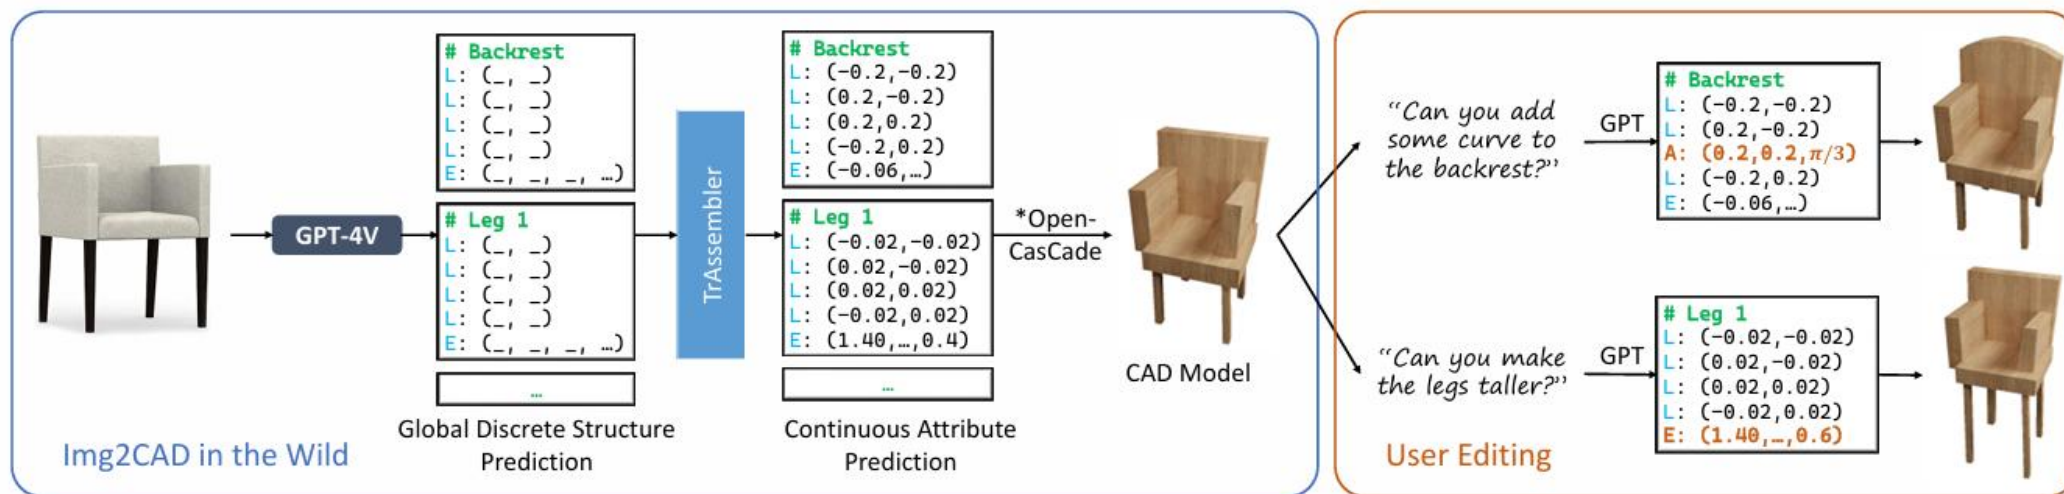 GPT-4V
# Backrest
L: (_, _)
L: (_, _)
L: (_, _)
L: (_, _)
E: (_, _, _, …)
# Leg 1
L: (_, _)
L: (_, _)
L: (_, _)
L: (_, _)
E: (_, _, _, …)
…
Global Discrete Structure
Prediction
TrAssembler
# Backrest
L: (-0.2,-0.2)
L: (0.2,-0.2)
L: (0.2,0.2)
L: (-0.2,0.2)
E: (-0.06,…)
# Leg 1
L: (-0.02,-0.02)
L: (0.02,-0.02)
L: (0.02,0.02)
L: (-0.02,0.02)
E: (1.40,…,0.4)
…
Continuous Attribute
Prediction
*Open-
CasCade
CAD Model
Img2CAD in the Wild
“Can you add
some curve to
the backrest?”
GPT
# Backrest
L: (-0.2,-0.2)
L: (0.2,-0.2)
A: (0.2,0.2,π/3)
L: (-0.2,0.2)
E: (-0.06,…)
“Can you make
the legs taller?”
GPT
# Leg 1
L: (-0.02,-0.02)
L: (0.02,-0.02)
L: (0.02,0.02)
L: (-0.02,0.02)
E: (1.40,…,0.6)
User Editing